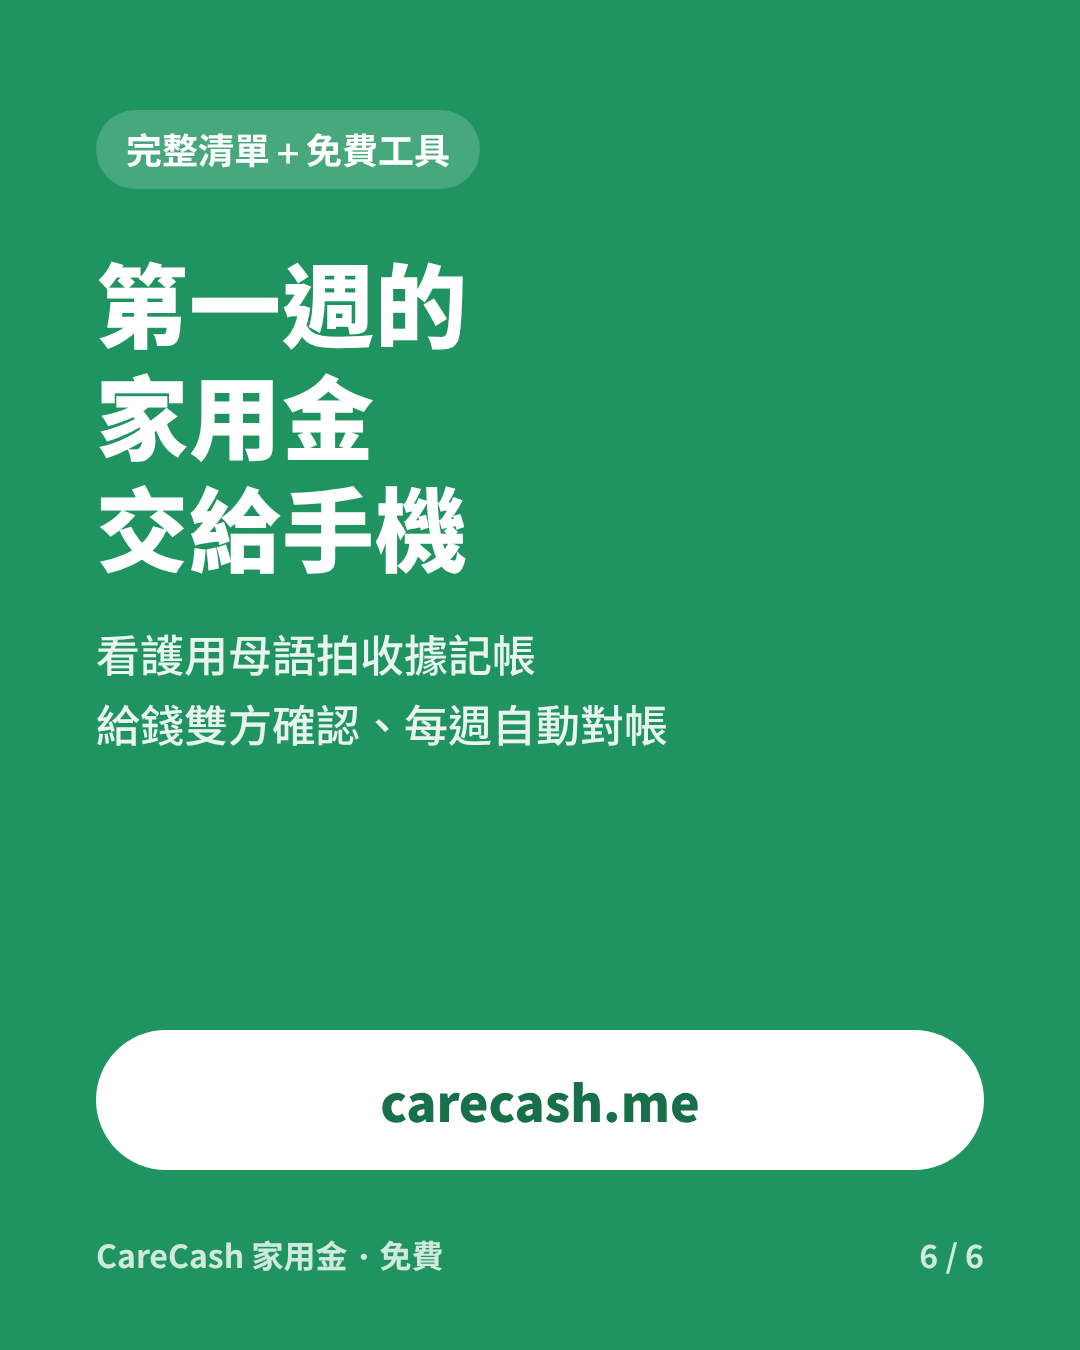 完整清單 + 免費工具
第一週的
家用金
交給手機
看護用母語拍收據記帳
給錢雙方確認、每週自動對帳
carecash.me
CareCash 家用金 · 免費
6 / 6